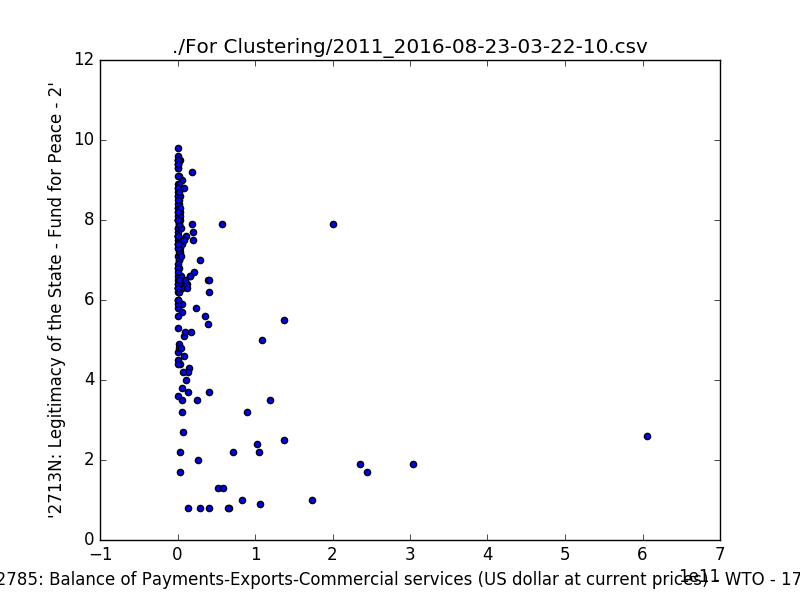 ./For Clustering/2011_2016-08-23-03-22-10.csv
12
10
8
6
4
2
0
'2713N: Legitimacy of the State - Fund for Peace - 2'
−1 0 1 2 3 4 5 6 7
1e11
2785: Balance of Payments-Exports-Commercial services (US dollar at current prices) - WTO - 17